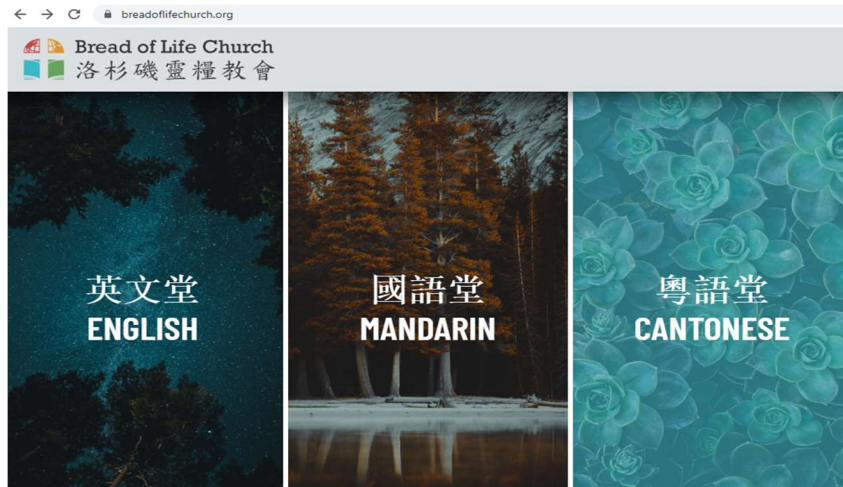 breadoflifechurch.org
Bread of Life Church
洛杉磯靈糧教會
英文堂
ENGLISH
國語堂
MANDARIN
粵語堂
CANTONESE